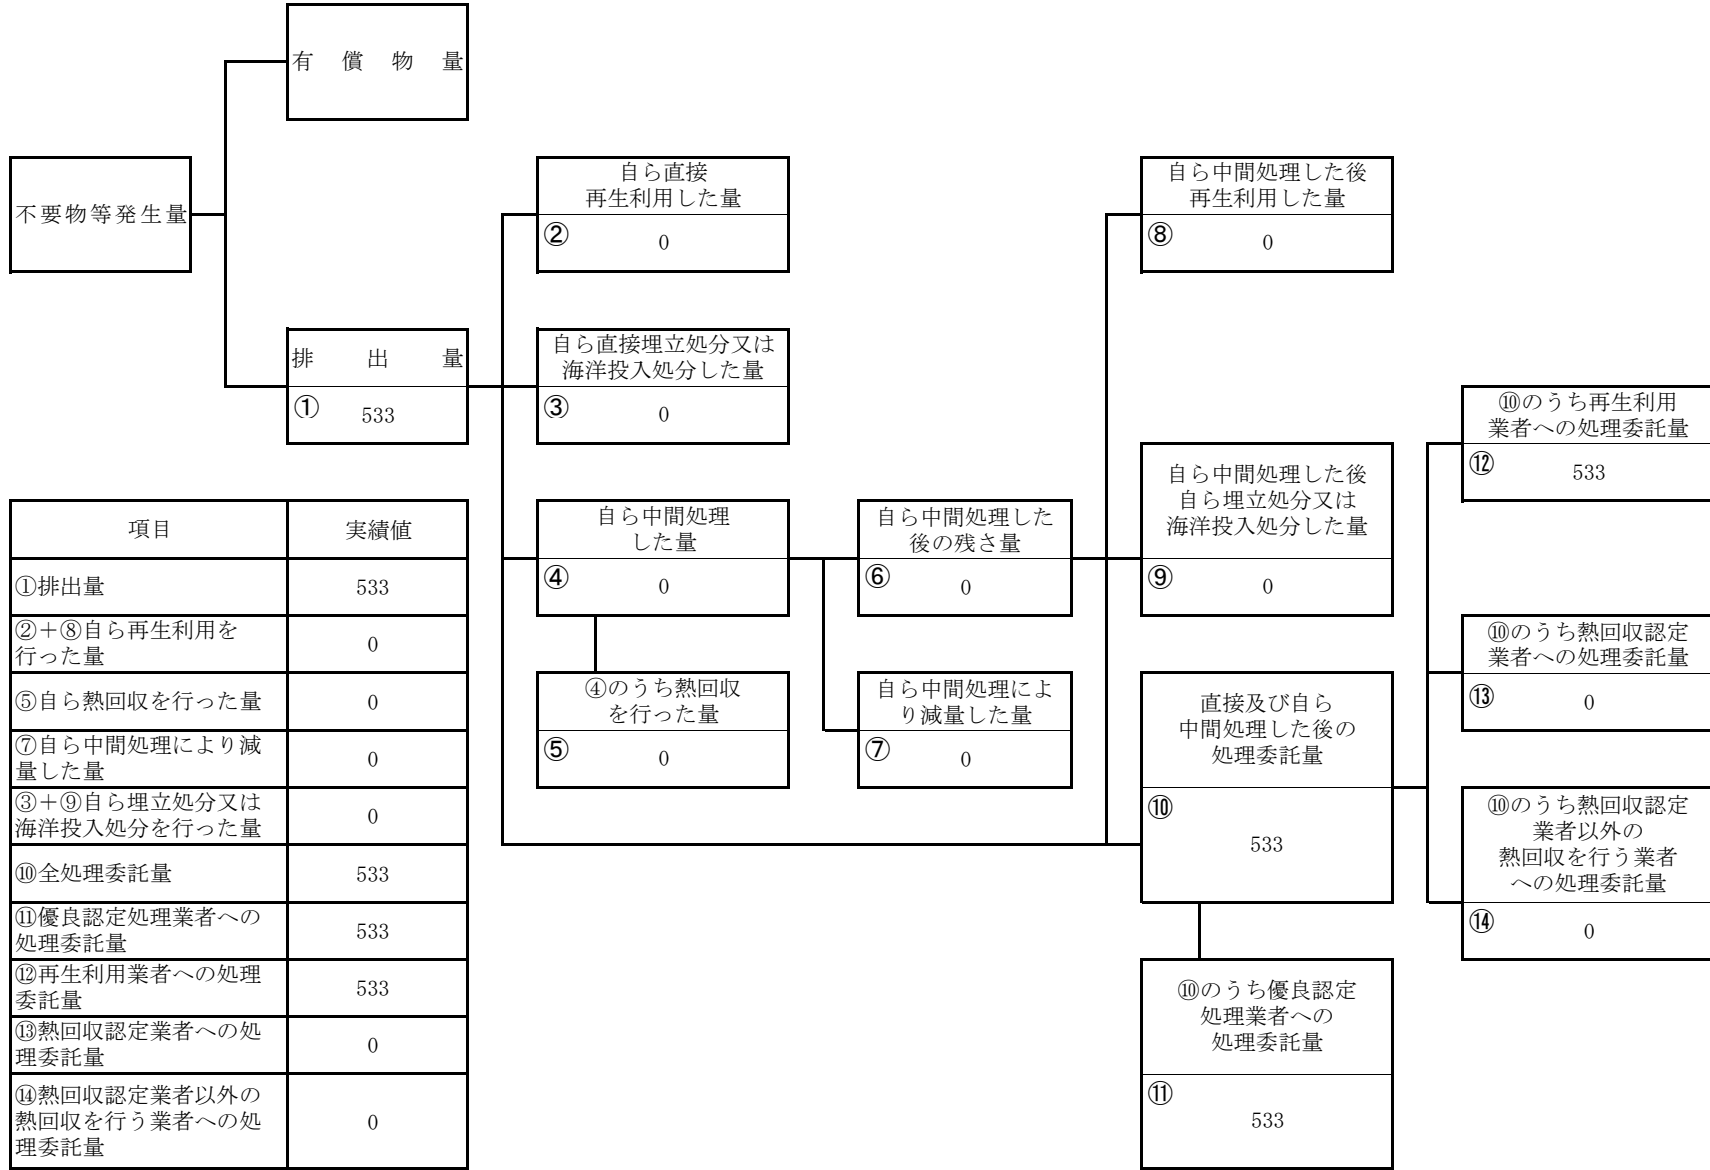 有償物量
不要物等発生量
自ら直接
再生利用した量
② 0
自ら中間処理した後
再生利用した量
⑧ 0
排出量
① 533
自ら直接埋立処分又は
海洋投入処分した量
③ 0
⑩のうち再生利用
業者への処理委託量
⑫ 533
自ら中間処理した後
自ら埋立処分又は
海洋投入処分した量
⑨ 0
自ら中間処理
した量
④ 0
自ら中間処理した
後の残さ量
⑥ 0
⑩のうち熱回収認定
業者への処理委託量
⑬ 0
④のうち熱回収
を行った量
⑤ 0
自ら中間処理によ
り減量した量
⑦ 0
直接及び自ら
中間処理した後の
処理委託量
⑩
533
⑩のうち熱回収認定
業者以外の
熱回収を行う業者
への処理委託量
⑭ 0
⑩のうち優良認定
処理業者への
処理委託量
⑪
533
項目 実績値
①排出量 533
②+⑧自ら再生利用を
行った量 0
⑤自ら熱回収を行った量 0
⑦自ら中間処理により減
量した量 0
③+⑨自ら埋立処分又は
海洋投入処分を行った量 0
⑩全処理委託量 533
⑪優良認定処理業者への
処理委託量 533
⑫再生利用業者への処理
委託量 533
⑬熱回収認定業者への処
理委託量 0
⑭熱回収認定業者以外の
熱回収を行う業者への処
理委託量 0